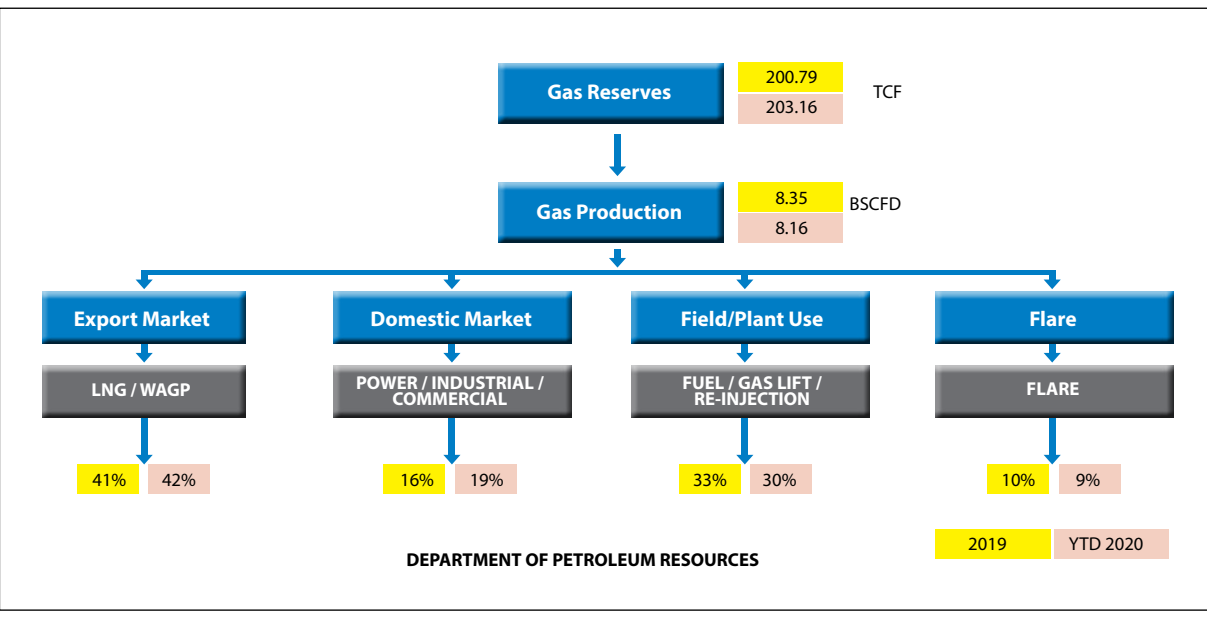 Gas Reserves
200.79
203.16
TCF
Gas Production
8.35
8.16
BSCFD
Export Market
Domestic Market
Field/Plant Use
Flare
LNG / WAGP
POWER / INDUSTRIAL /
COMMERCIAL
FUEL / GAS LIFT /
RE-INJECTION
FLARE
41%
42%
16%
19%
33%
30%
10%
9%
2019
YTD 2020
DEPARTMENT OF PETROLEUM RESOURCES